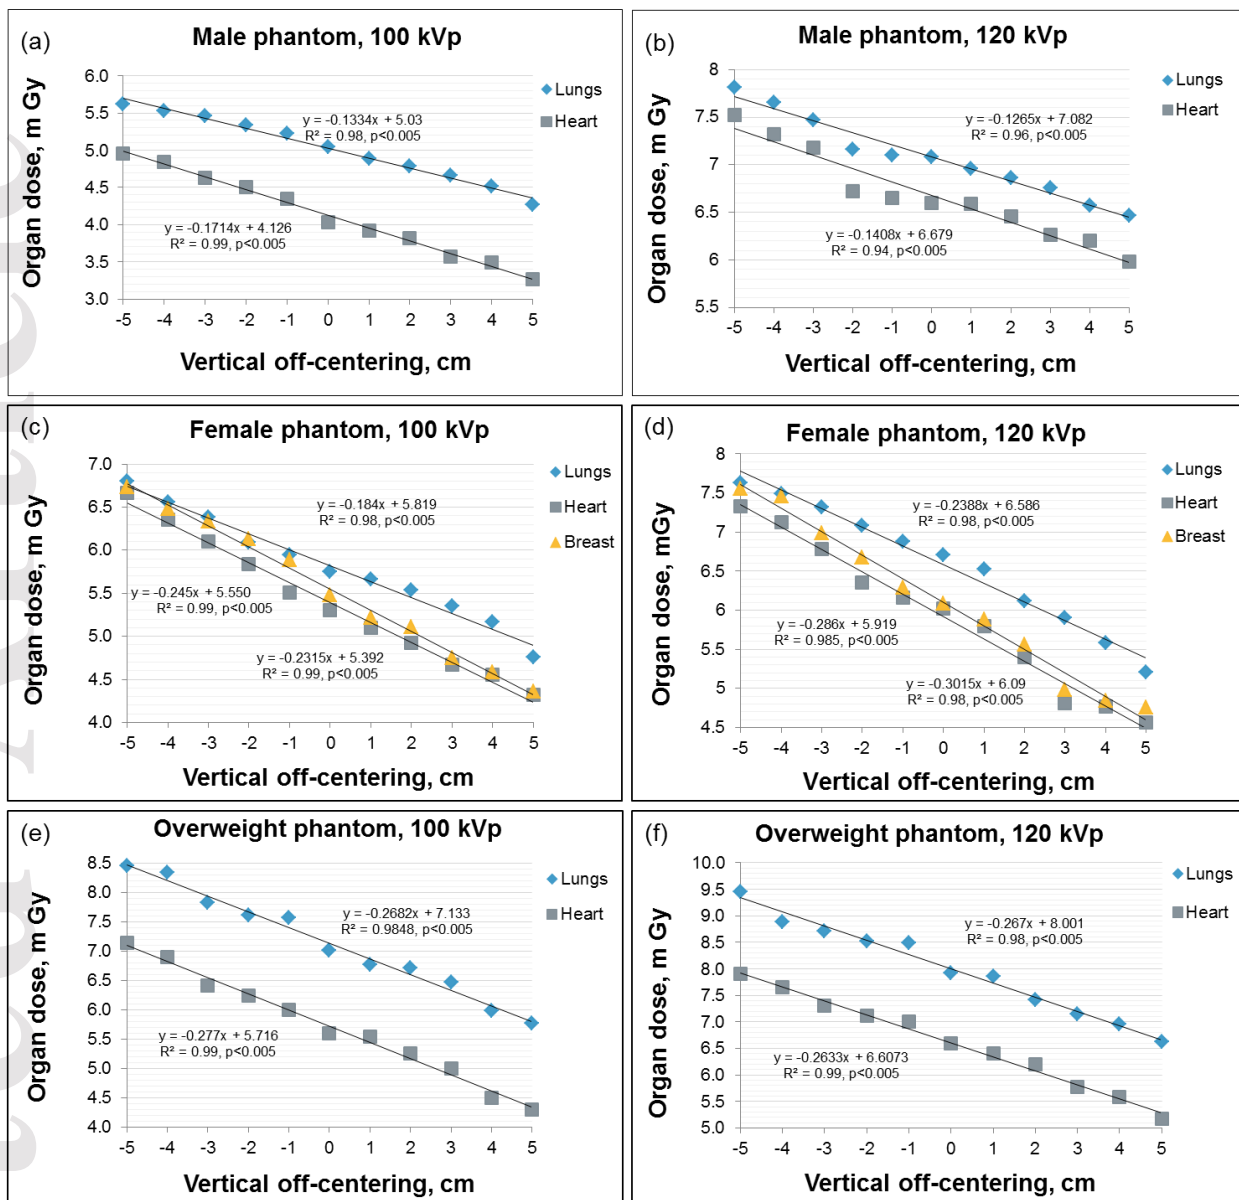 (a)
Male phantom, 100 kVp
Organ dose, m Gy
6.0
5.5
5.0
4.5
4.0
3.5
3.0
y = -0.1334x + 5.03
R² = 0.98, p<0.005
y = -0.1714x + 4.126
R² = 0.99, p<0.005
Lungs
Heart
-5 -4 -3 -2 -1 0 1 2 3 4 5
Vertical off-centering, cm
(b)
Male phantom, 120 kVp
Organ dose, m Gy
8
7.5
7
6.5
6
5.5
y = -0.1265x + 7.082
R² = 0.96, p<0.005
y = -0.1408x + 6.679
R² = 0.94, p<0.005
Lungs
Heart
-5 -4 -3 -2 -1 0 1 2 3 4 5
Vertical off-centering, cm
(c)
Female phantom, 100 kVp
Organ dose, m Gy
7.0
6.5
6.0
5.5
5.0
4.5
4.0
y = -0.184x + 5.819
R² = 0.98, p<0.005
y = -0.245x + 5.550
R² = 0.99, p<0.005
y = -0.2315x + 5.392
R² = 0.99, p<0.005
Lungs
Heart
Breast
-5 -4 -3 -2 -1 0 1 2 3 4 5
Vertical off-centering, cm
(d)
Female phantom, 120 kVp
Organ dose, mGy
8
7.5
7
6.5
6
5.5
5
4.5
y = -0.2388x + 6.586
R² = 0.98, p<0.005
y = -0.286x + 5.919
R² = 0.985, p<0.005
y = -0.3015x + 6.09
R² = 0.98, p<0.005
Lungs
Heart
Breast
-5 -4 -3 -2 -1 0 1 2 3 4 5
Vertical off-centering, cm
(e)
Overweight phantom, 100 kVp
Organ dose, m Gy
8.5
8.0
7.5
7.0
6.5
6.0
5.5
5.0
4.5
4.0
y = -0.2682x + 7.133
R² = 0.9848, p<0.005
y = -0.277x + 5.716
R² = 0.99, p<0.005
Lungs
Heart
-5 -4 -3 -2 -1 0 1 2 3 4 5
Vertical off-centering, cm
(f)
Overweight phantom, 120 kVp
Organ dose, m Gy
10.0
9.5
9.0
8.5
8.0
7.5
7.0
6.5
6.0
5.5
5.0
y = -0.267x + 8.001
R² = 0.98, p<0.005
y = -0.2633x + 6.6073
R² = 0.99, p<0.005
Lungs
Heart
-5 -4 -3 -2 -1 0 1 2 3 4 5
Vertical off-centering, cm